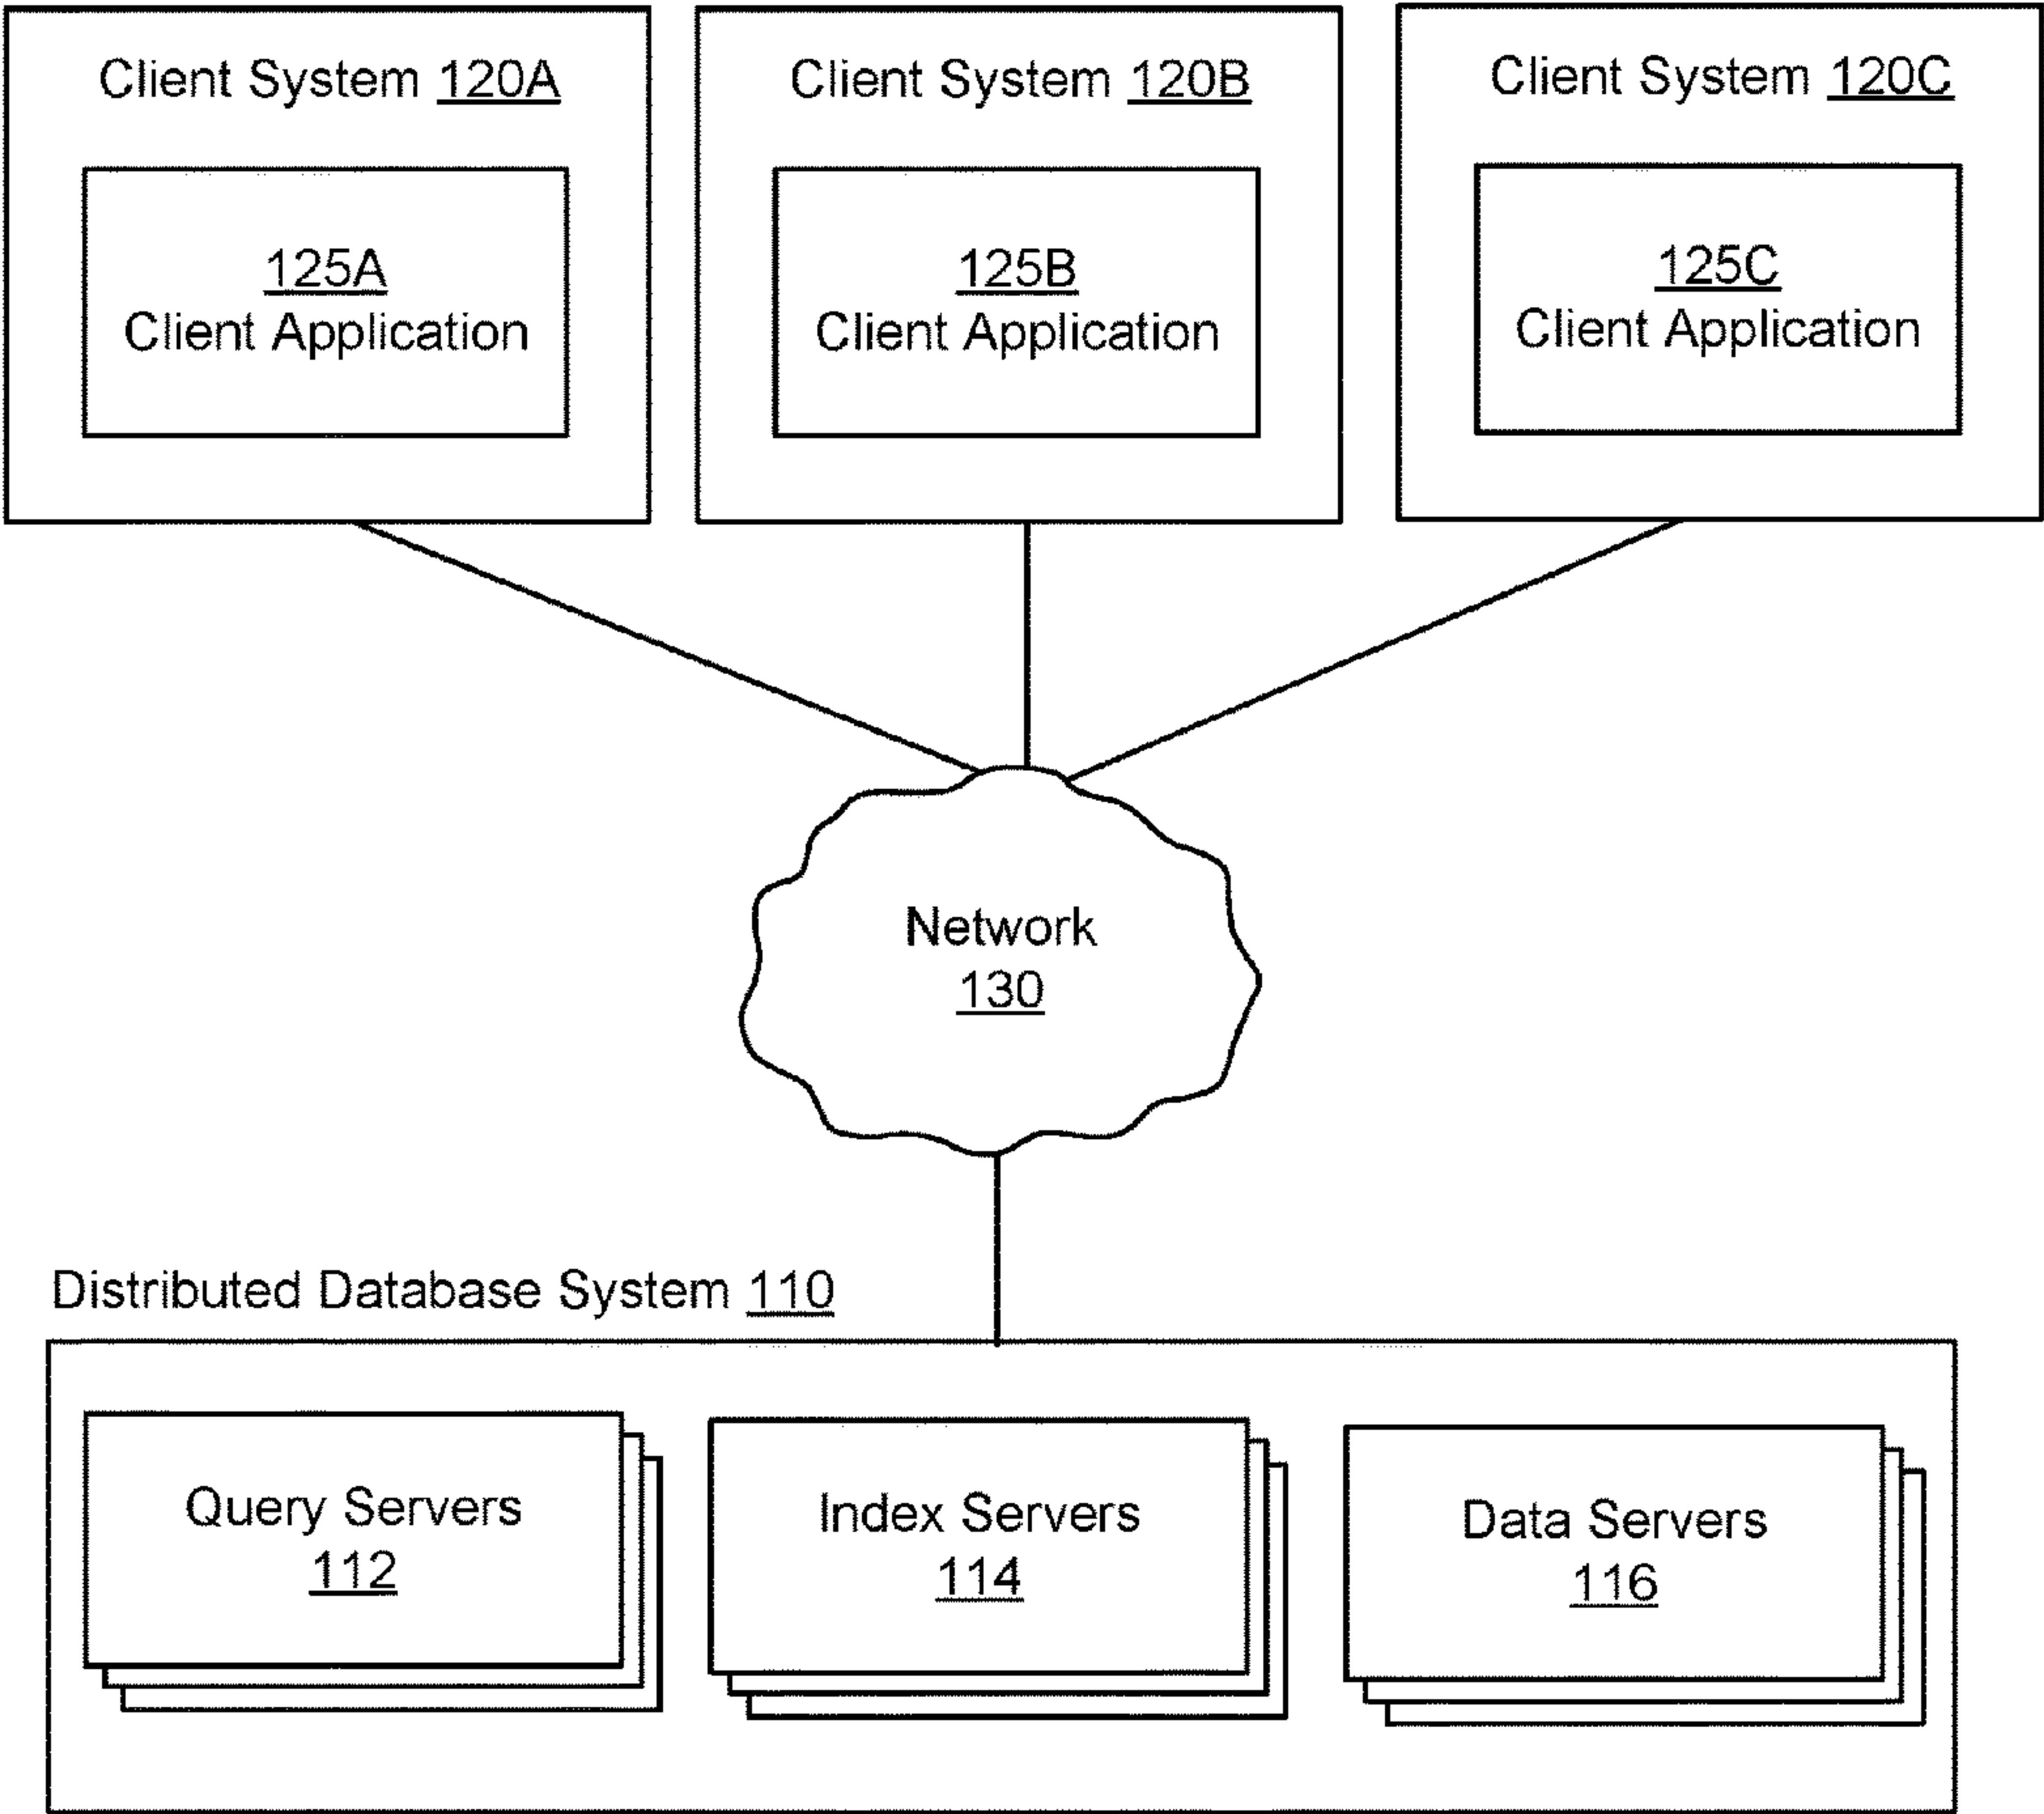 Client System 120A
125A
Client Application
Client System 120B
125B
Client Application
Client System 120C
125C
Client Application
Network
130
Distributed Database System 110
Query Servers
112
Index Servers
114
Data Servers
116